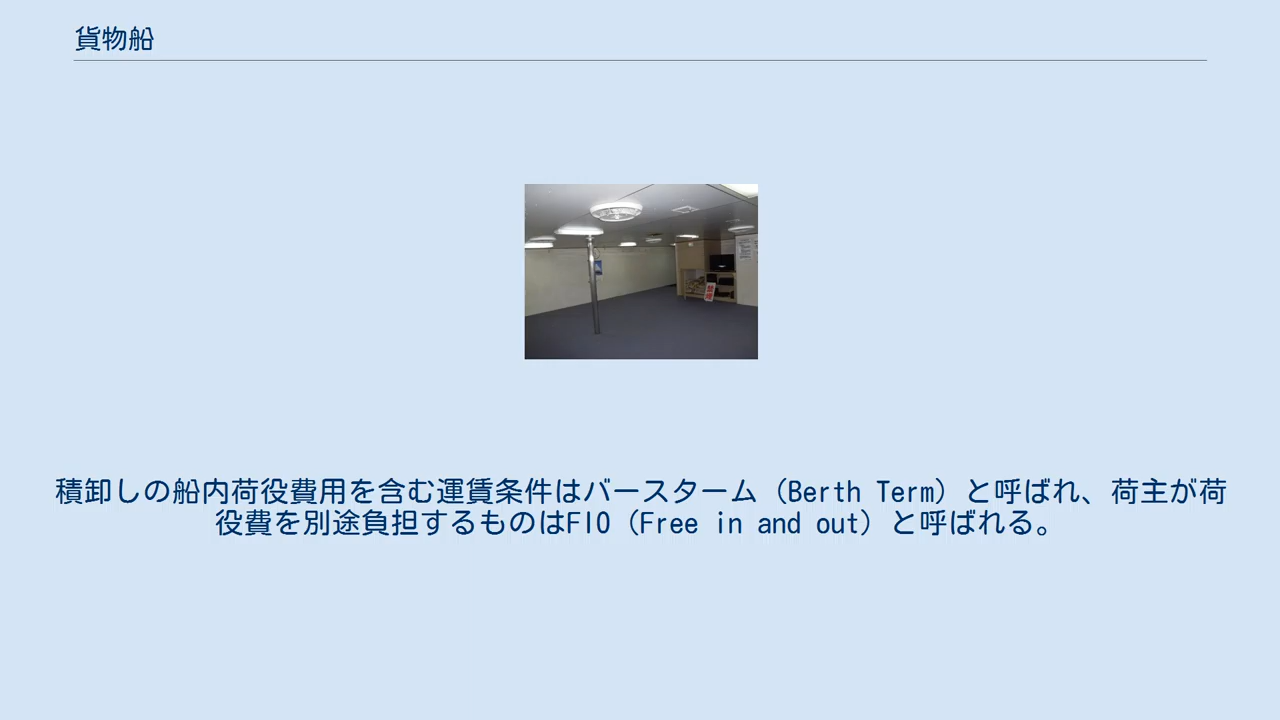 貨物船
積卸しの船内荷役費用を含む運賃条件はバースターム（Berth Term）と呼ばれ、荷主が荷
役費を別途負担するものはFIO（Free in and out）と呼ばれる。